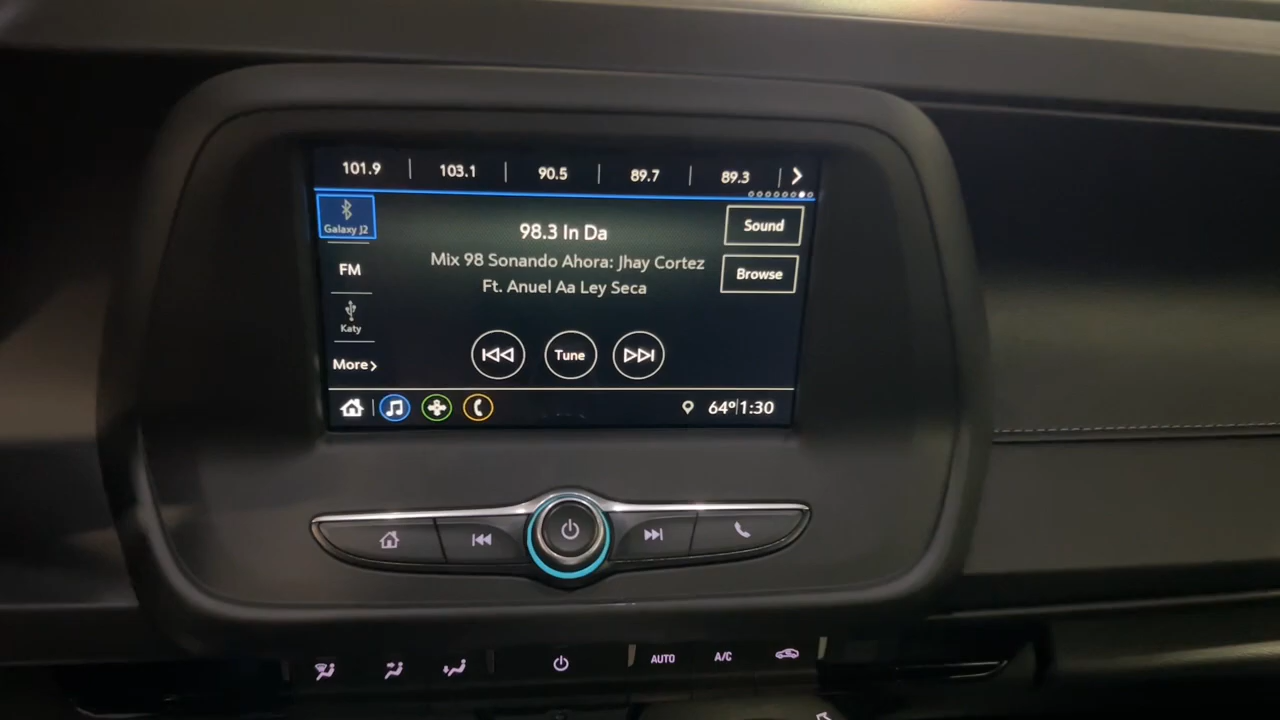 101.9 | 103.1 | 90.5 | 89.7 | 89.3 |
Galaxy J2
98.3 In Da
Sound
Mix 98 Sonando Ahora: Jhay Cortez
Ft. Anuel Aa Ley Seca
FM
Browse
Katy
More
Tune
64º 1:30
AUTO
A/C